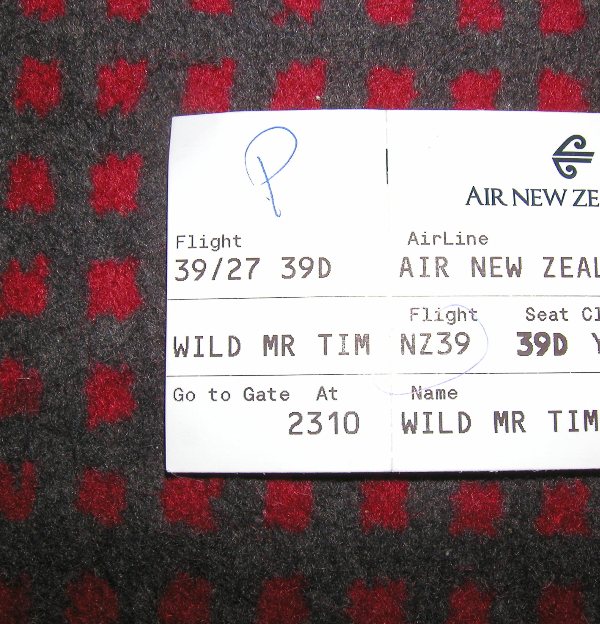 P
AIR NEW ZE
Flight AirLine
39/27 39D AIR NEW ZEAL
Flight Seat Cl
WILD MR TIM NZ39 39D Y
Go to Gate At Name
2310 WILD MR TIM